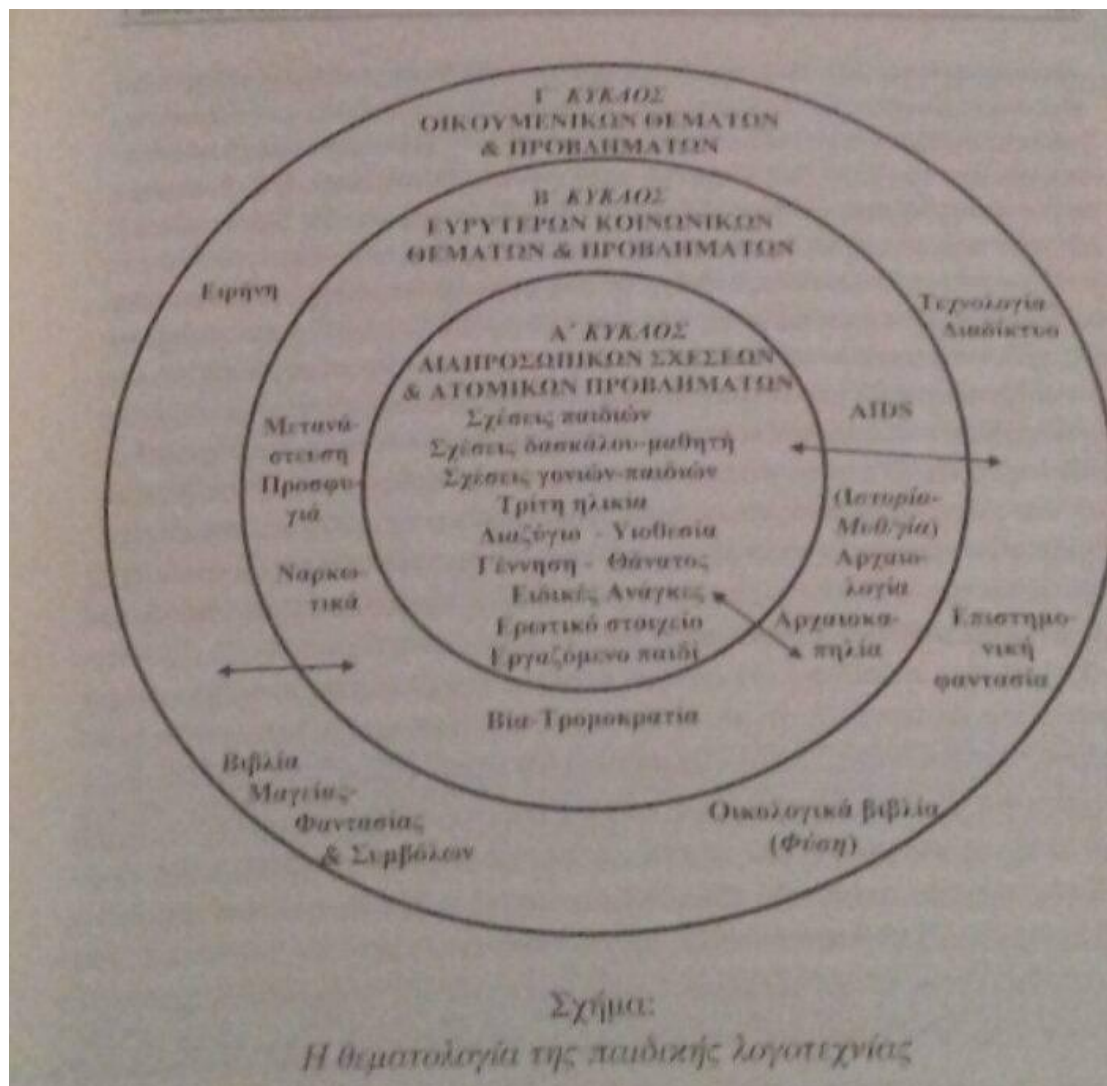 Γ΄ ΚΥΚΛΟΣ
ΟΙΚΟΥΜΕΝΙΚΩΝ ΘΕΜΑΤΩΝ
& ΠΡΟΒΛΗΜΑΤΩΝ
Β΄ ΚΥΚΛΟΣ
ΕΥΡΥΤΕΡΩΝ ΚΟΙΝΩΝΙΚΩΝ
ΘΕΜΑΤΩΝ & ΠΡΟΒΛΗΜΑΤΩΝ
Α΄ ΚΥΚΛΟΣ
ΔΙΑΠΡΟΣΩΠΙΚΩΝ ΣΧΕΣΕΩΝ
& ΑΤΟΜΙΚΩΝ ΠΡΟΒΛΗΜΑΤΩΝ
Σχέσεις παιδιών
Σχέσεις δασκάλου-μαθητή
Σχέσεις γονιών-παιδιών
Τρίτη ηλικία
Διαζύγιο - Υιοθεσία
Γέννηση - Θάνατος
Ειδικές Ανάγκες
Ερωτικό στοιχείο
Εργαζόμενο παιδί
Μετανά-
στευση
Προσφυ-
γιά
Ναρκω-
τικά
AIDS
(Ιστορία-
Μυθ/γία)
Αρχαιο-
λογία
Αρχαιοκα-
πηλία
Βία-Τρομοκρατία
Ειρήνη
Τεχνολογία
Διαδίκτυο
Επιστημο-
νική
φαντασία
Βιβλία
Μαγείας-
Φαντασίας
& Συμβόλων
Οικολογικά βιβλία
(Φύση)
Σχήμα:
Η θεματολογία της παιδικής λογοτεχνίας